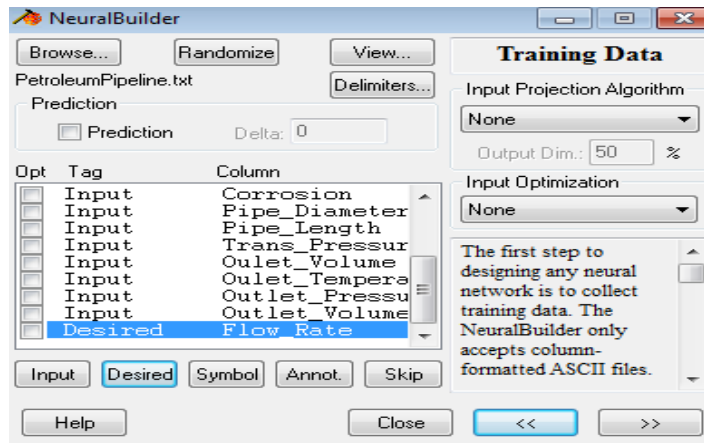 NeuralBuilder
Browse... Randomize View...
PetroleumPipeline.txt Delimiters...
Prediction
Prediction Delta: 0
Opt Tag Column
Input Corrosion
Input Pipe_Diameter
Input Pipe_Length
Input Trans_Pressur
Input Oulet_Volume
Input Oulet_Tempera
Input Outlet_Pressu
Input Outlet_Volume
Desired Flow_Rate
Input Desired Symbol Annot. Skip
Training Data
Input Projection Algorithm
None
Output Dim.: 50 %
Input Optimization
None
The first step to
designing any neural
network is to collect
training data. The
NeuralBuilder only
accepts column-
formatted ASCII files.
Help Close << >>